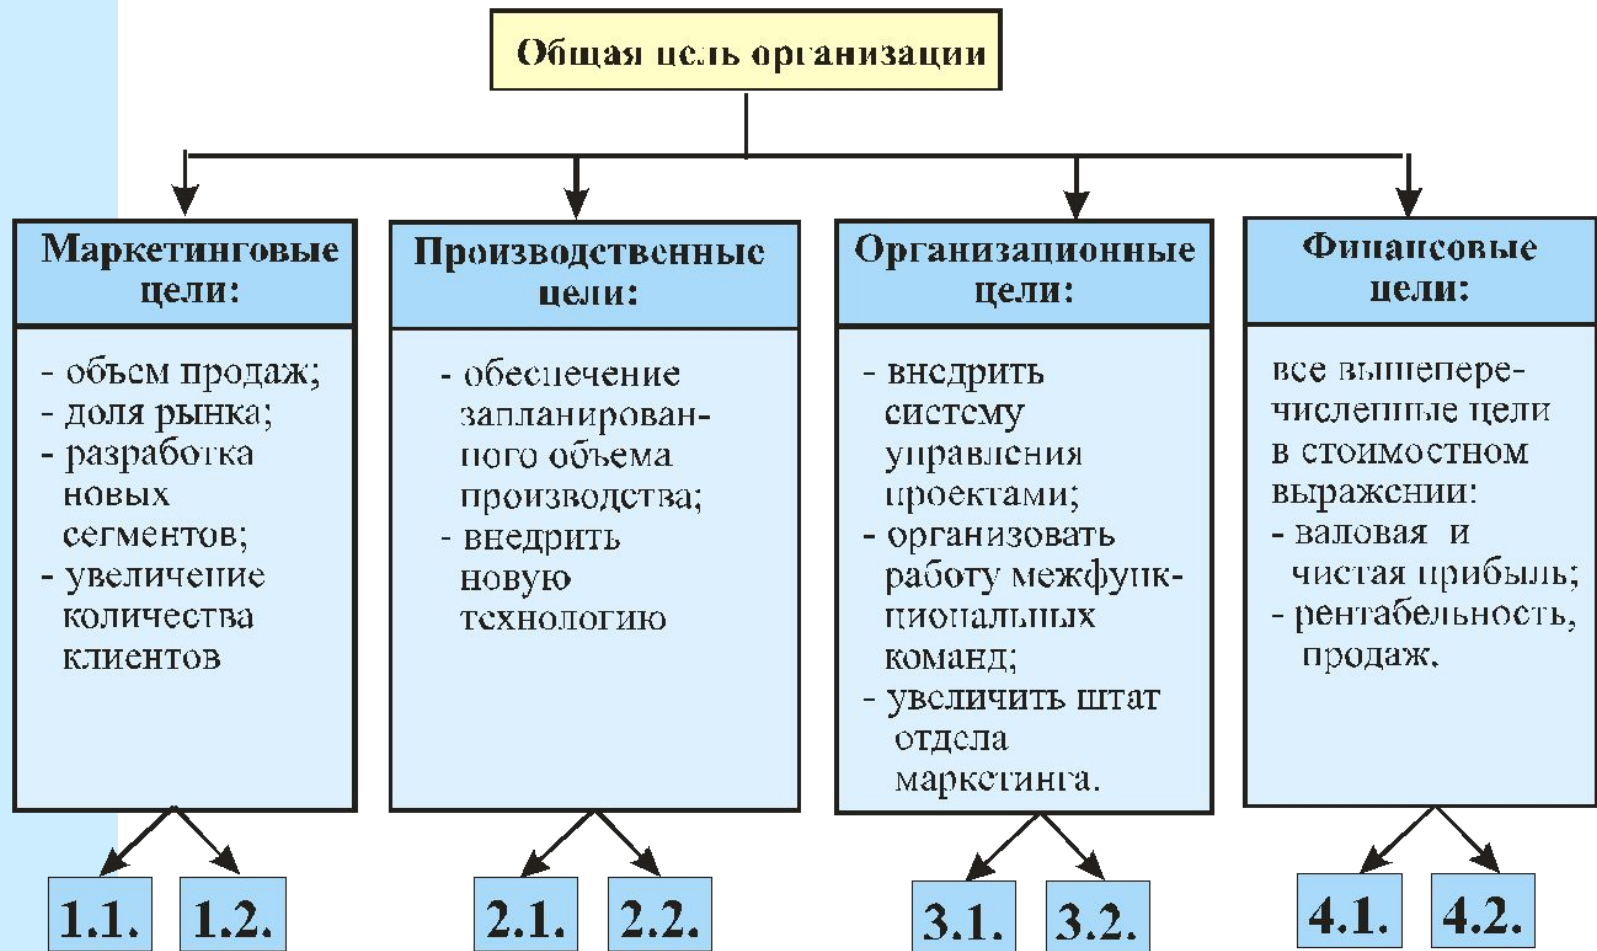 Общая цель организации
Маркетинговые
цели:
- объем продаж;
- доля рынка;
- разработка
новых
сегментов;
- увеличение
количества
клиентов
Производственные
цели:
- обеспечение
запланирован-
ного объема
производства;
- внедрить
новую
технологию
Организационные
цели:
- внедрить
систему
управления
проектами;
- организовать
работу межфунк-
циональных
команд;
- увеличить штат
отдела
маркетинга.
Финансовые
цели:
все вышепере-
численные цели
в стоимостном
выражении:
- валовая и
чистая прибыль;
- рентабельность,
продаж.
1.1.
1.2.
2.1.
2.2.
3.1.
3.2.
4.1.
4.2.